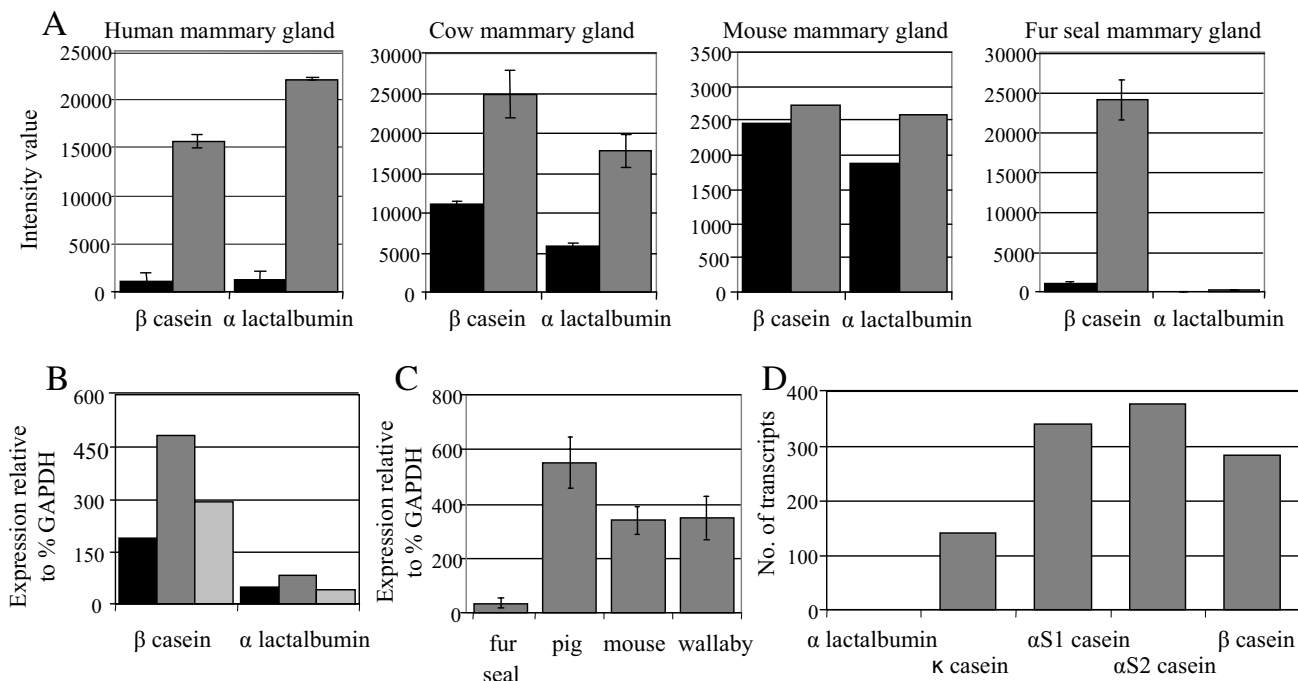 A
Human mammary gland
Cow mammary gland
Mouse mammary gland
Fur seal mammary gland
Intensity value
25000
20000
15000
10000
5000
0
β casein α lactalbumin
30000
25000
20000
15000
10000
5000
0
β casein α lactalbumin
3500
3000
2500
2000
1500
1000
500
0
β casein α lactalbumin
30000
25000
20000
15000
10000
5000
0
β casein α lactalbumin
B
Expression relative
to % GAPDH
600
450
300
150
0
β casein α lactalbumin
C
Expression relative
to % GAPDH
800
600
400
200
0
fur seal
pig
mouse
wallaby
D
No. of transcripts
400
300
200
100
0
α lactalbumin
κ casein
αS1 casein
αS2 casein
β casein